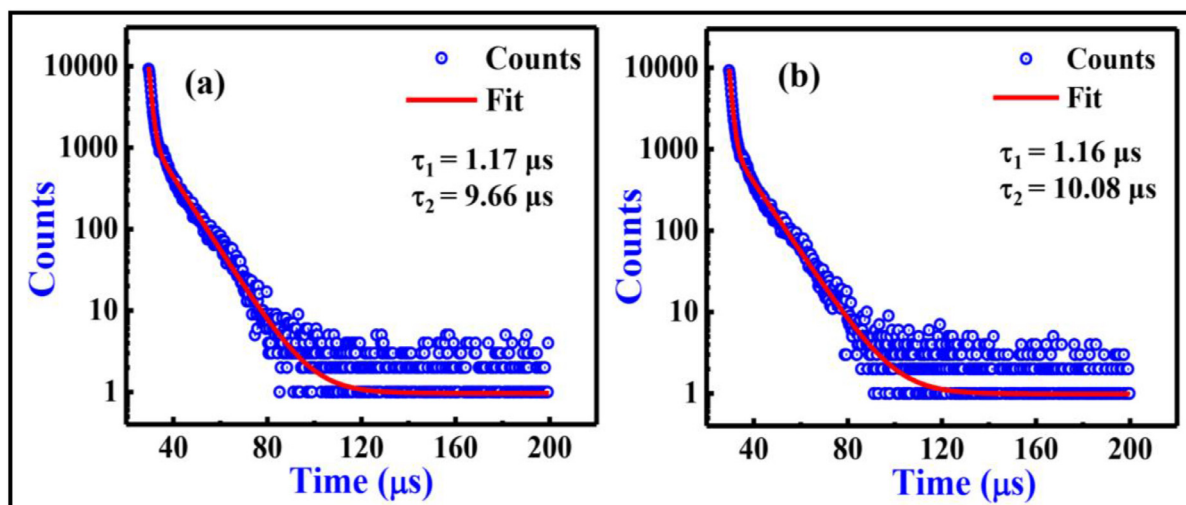 (a)
Counts
Fit
τ₁ = 1.17 μs
τ₂ = 9.66 μs
10000
1000
100
10
1
Counts
40 80 120 160 200
Time (μs)
(b)
Counts
Fit
τ₁ = 1.16 μs
τ₂ = 10.08 μs
10000
1000
100
10
1
Counts
40 80 120 160 200
Time (μs)